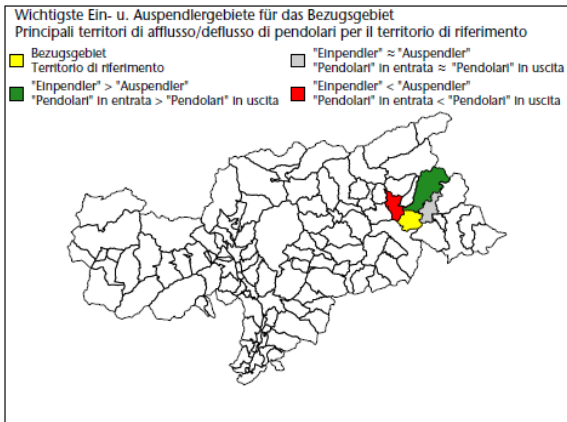 Wichtigste Ein- u. Auspendlergebiete für das Bezugsgebiet
Principali territori di afflusso/deflusso di pendolari per il territorio di riferimento
Bezugsgebiet
Territorio di riferimento
"Einpendler" > "Auspendler"
"Pendolari" in entrata > "Pendolari" in uscita
"Einpendler" ≈ "Auspendler"
"Pendolari" in entrata ≈ "Pendolari" in uscita
"Einpendler" < "Auspendler"
"Pendolari" in entrata < "Pendolari" in uscita